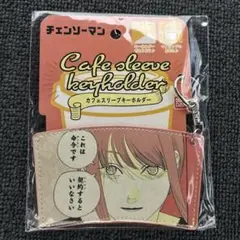 チェンソーマン
Cafe sleeve
keyholder
カフェスリーブキーホルダー
これは
命令です
契約すると
いいなさい